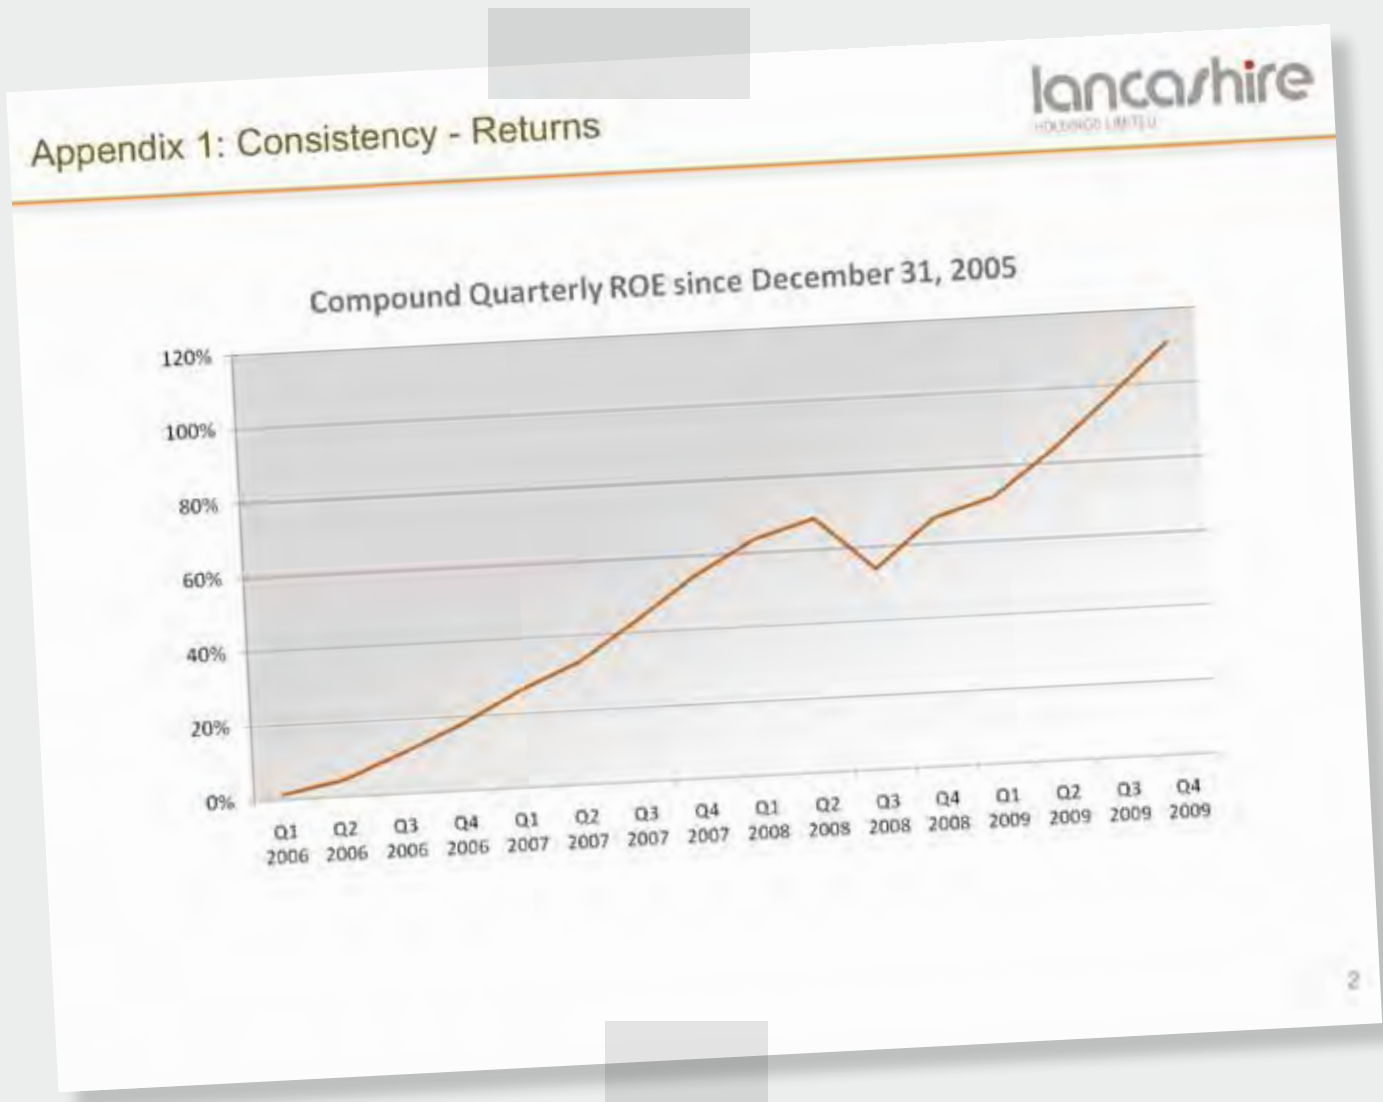 lancashire
HOLDINGS LIMITED
Appendix 1: Consistency - Returns
Compound Quarterly ROE since December 31, 2005
120%
100%
80%
60%
40%
20%
0%
Q1 Q2 Q3 Q4 Q1 Q2 Q3 Q4 Q1 Q2 Q3 Q4 Q1 Q2 Q3 Q4
2006 2006 2006 2006 2007 2007 2007 2007 2008 2008 2008 2008 2009 2009 2009 2009
2